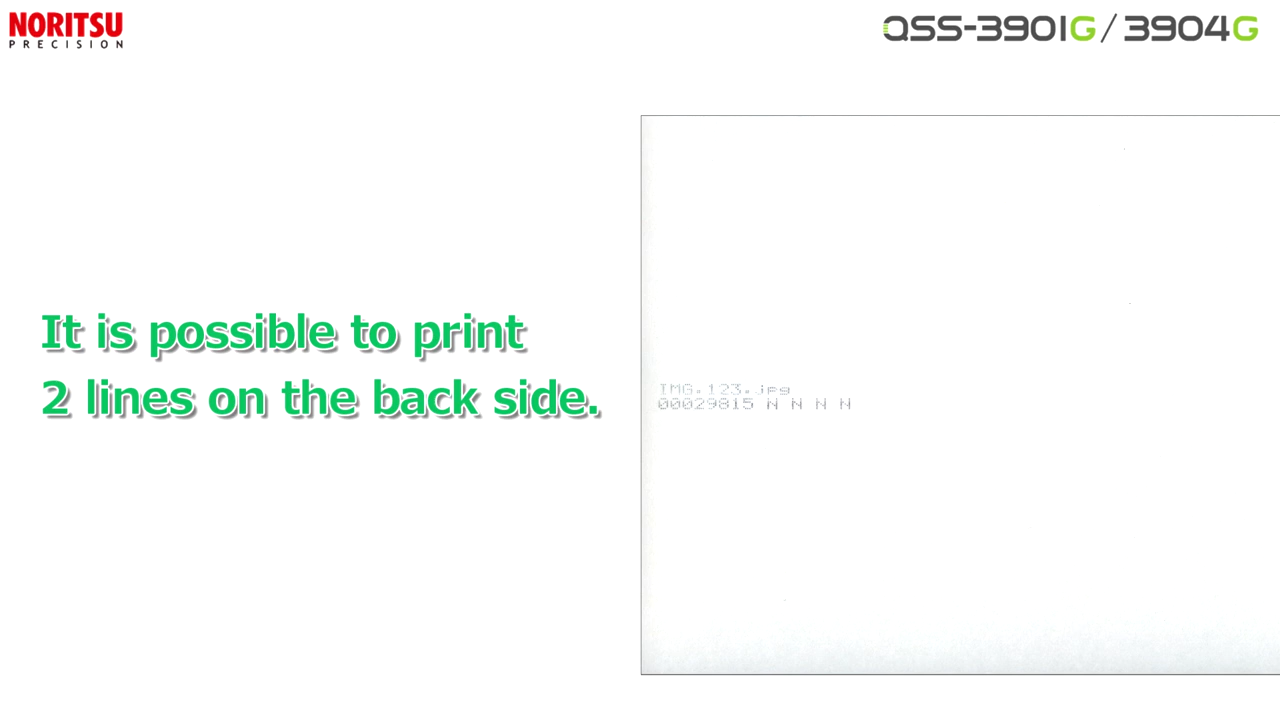 NORITSU
PRECISION
QSS-3901G/3904G
It is possible to print
2 lines on the back side.
IMG.123.jpg
00029815 N N N N